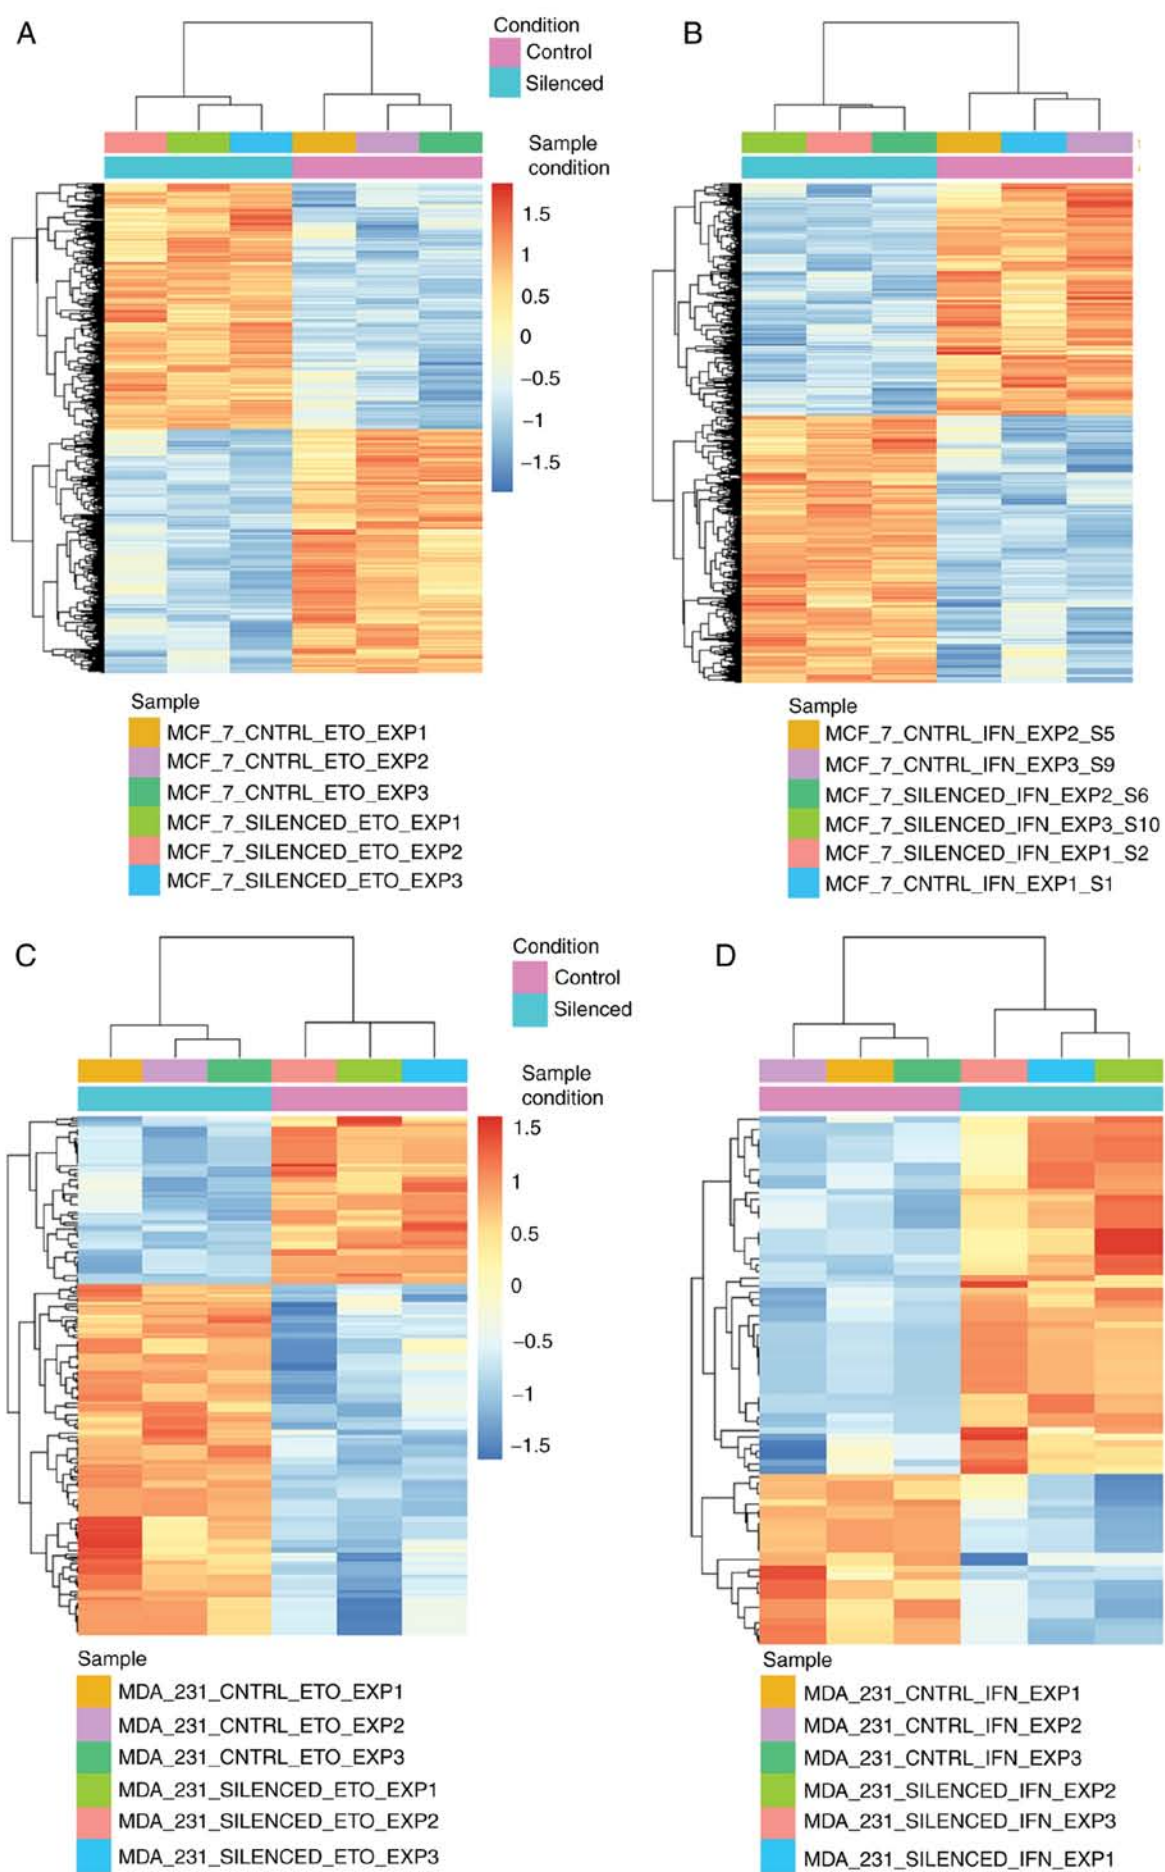 A
Condition
Control
Silenced
Sample
condition
1.5
1
0.5
0
−0.5
−1
−1.5
Sample
MCF_7_CNTRL_ETO_EXP1
MCF_7_CNTRL_ETO_EXP2
MCF_7_CNTRL_ETO_EXP3
MCF_7_SILENCED_ETO_EXP1
MCF_7_SILENCED_ETO_EXP2
MCF_7_SILENCED_ETO_EXP3
B
Sample
MCF_7_CNTRL_IFN_EXP2_S5
MCF_7_CNTRL_IFN_EXP3_S9
MCF_7_SILENCED_IFN_EXP2_S6
MCF_7_SILENCED_IFN_EXP3_S10
MCF_7_SILENCED_IFN_EXP1_S2
MCF_7_CNTRL_IFN_EXP1_S1
C
Condition
Control
Silenced
Sample
condition
1.5
1
0.5
0
−0.5
−1
−1.5
Sample
MDA_231_CNTRL_ETO_EXP1
MDA_231_CNTRL_ETO_EXP2
MDA_231_CNTRL_ETO_EXP3
MDA_231_SILENCED_ETO_EXP1
MDA_231_SILENCED_ETO_EXP2
MDA_231_SILENCED_ETO_EXP3
D
Sample
MDA_231_CNTRL_IFN_EXP1
MDA_231_CNTRL_IFN_EXP2
MDA_231_CNTRL_IFN_EXP3
MDA_231_SILENCED_IFN_EXP2
MDA_231_SILENCED_IFN_EXP3
MDA_231_SILENCED_IFN_EXP1